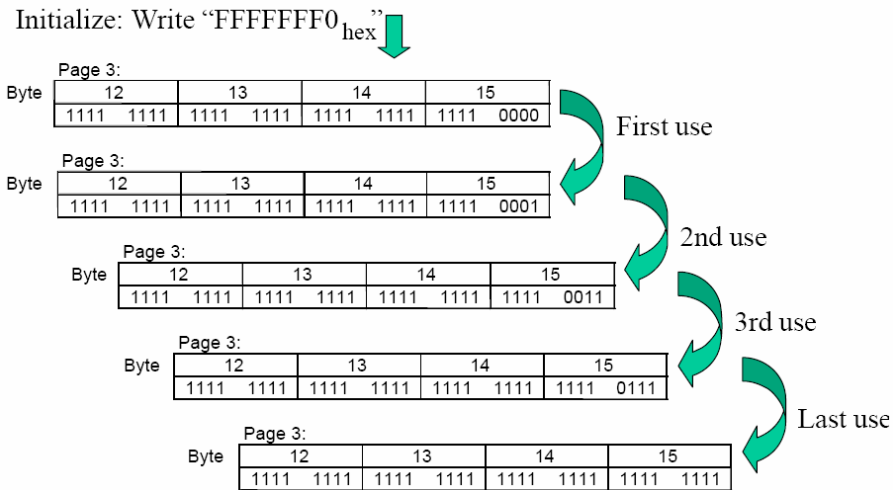 Initialize: Write “FFFFFFF0hex”
Page 3:
Byte 12 13 14 15
1111 1111 1111 1111 1111 1111 1111 0000
First use
Page 3:
Byte 12 13 14 15
1111 1111 1111 1111 1111 1111 1111 0001
2nd use
Page 3:
Byte 12 13 14 15
1111 1111 1111 1111 1111 1111 1111 0011
3rd use
Page 3:
Byte 12 13 14 15
1111 1111 1111 1111 1111 1111 1111 0111
Last use
Page 3:
Byte 12 13 14 15
1111 1111 1111 1111 1111 1111 1111 1111